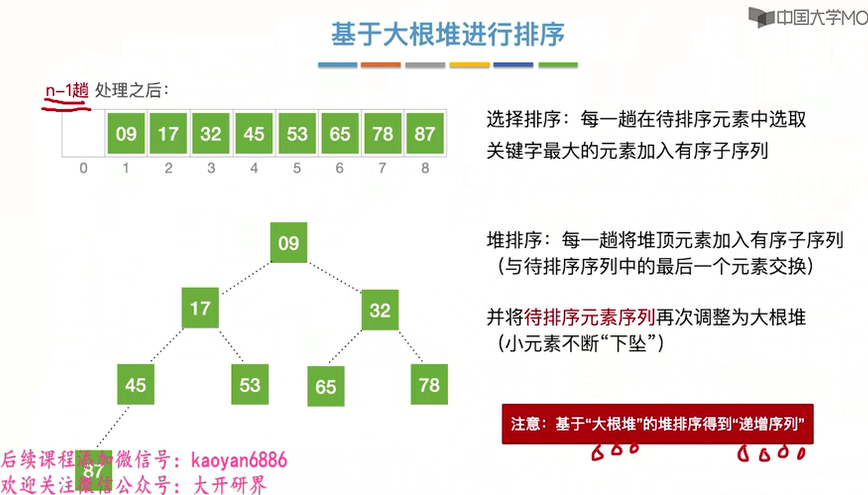 中国大学MO
基于大根堆进行排序
n-1趟 处理之后：
09 17 32 45 53 65 78 87
0 1 2 3 4 5 6 7 8
选择排序：每一趟在待排序元素中选取
关键字最大的元素加入有序子序列
09
17 32
45 53 65 78
87
堆排序：每一趟将堆顶元素加入有序子序列
（与待排序序列中的最后一个元素交换）
并将待排序元素序列再次调整为大根堆
（小元素不断“下坠”）
注意：基于“大根堆”的堆排序得到“递增序列”
后续课程添加微信号：kaoyan6886
欢迎关注微信公众号：大开研界